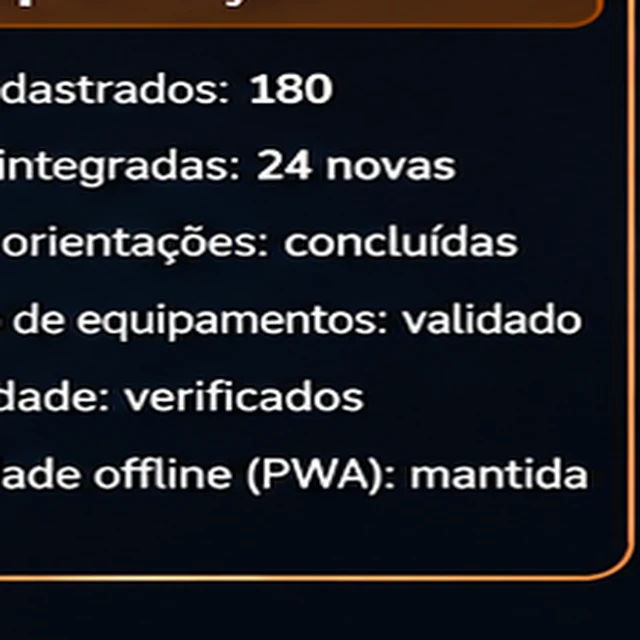 dastrados: 180
integradas: 24 novas
orientações: concluídas
de equipamentos: validado
dade: verificados
ade offline (PWA): mantida